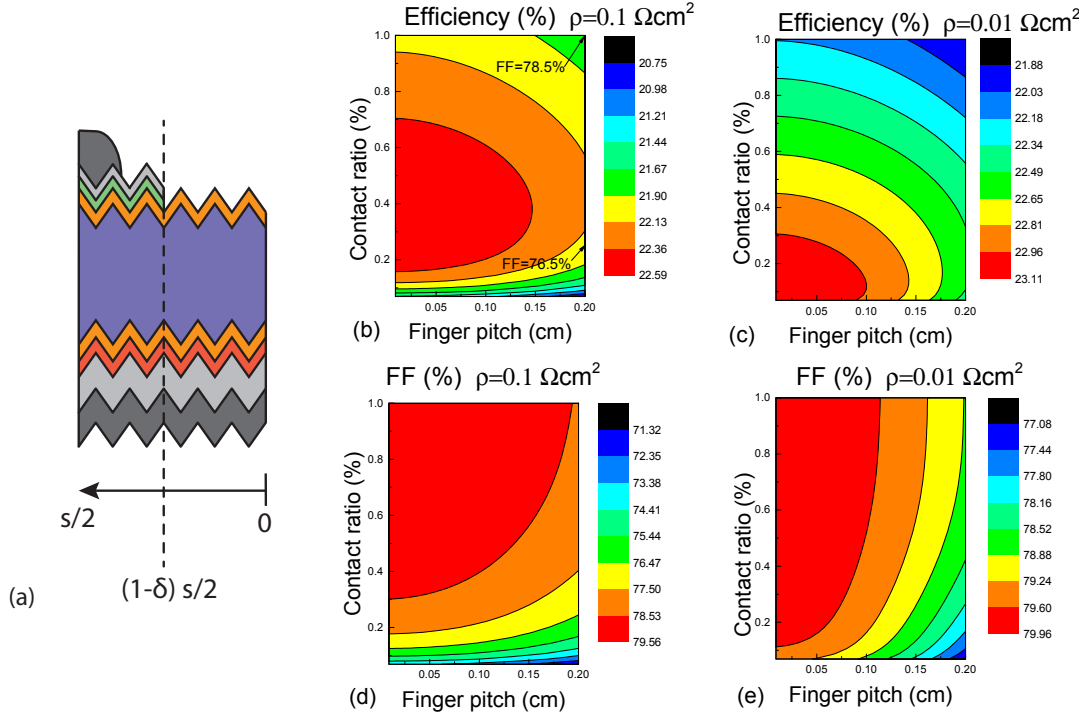 Efficiency (%) ρ=0.1 Ωcm²
Contact ratio (%)
1.0
0.8
0.6
0.4
0.2
FF=78.5%
FF=76.5%
0.05 0.10 0.15 0.20
(b) Finger pitch (cm)
20.75
20.98
21.21
21.44
21.67
21.90
22.13
22.36
22.59
Efficiency (%) ρ=0.01 Ωcm²
Contact ratio (%)
1.0
0.8
0.6
0.4
0.2
0.05 0.10 0.15 0.20
(c) Finger pitch (cm)
21.88
22.03
22.18
22.34
22.49
22.65
22.81
22.96
23.11
s/2 0
(1-δ) s/2
(a)
FF (%) ρ=0.1 Ωcm²
Contact ratio (%)
1.0
0.8
0.6
0.4
0.2
0.05 0.10 0.15 0.20
(d) Finger pitch (cm)
71.32
72.35
73.38
74.41
75.44
76.47
77.50
78.53
79.56
FF (%) ρ=0.01 Ωcm²
Contact ratio (%)
1.0
0.8
0.6
0.4
0.2
0.05 0.10 0.15 0.20
(e) Finger pitch (cm)
77.08
77.44
77.80
78.16
78.52
78.88
79.24
79.60
79.96